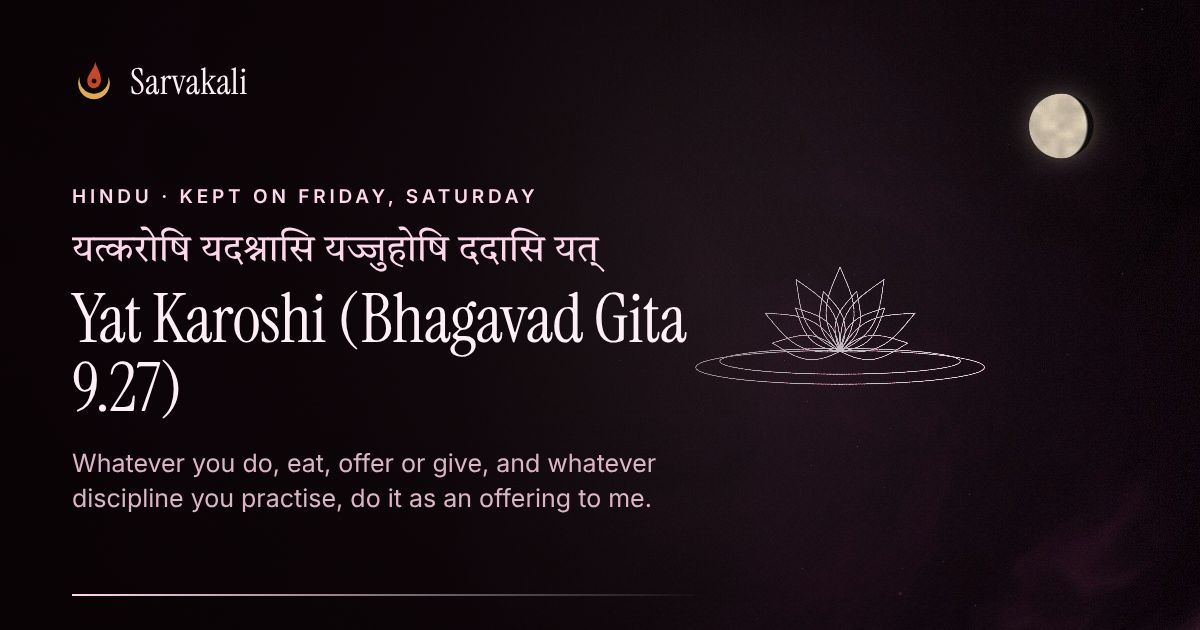 Sarvakali
HINDU · KEPT ON FRIDAY, SATURDAY
यत्करोषि यदश्नासि यज्जुहोषि ददासि यत्
Yat Karoshi (Bhagavad Gita
9.27)
Whatever you do, eat, offer or give, and whatever
discipline you practise, do it as an offering to me.